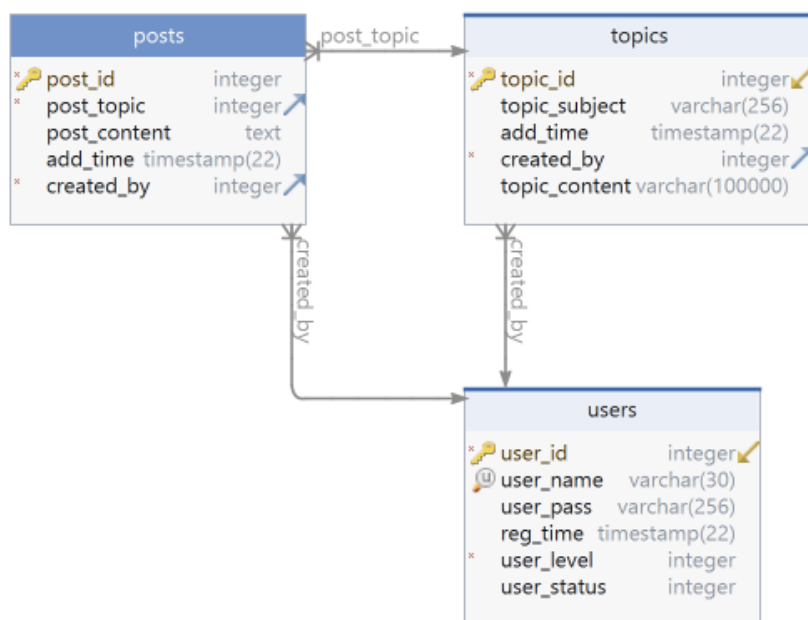 posts
post_id integer
post_topic integer
post_content text
add_time timestamp(22)
created_by integer
post_topic
topics
topic_id integer
topic_subject varchar(256)
add_time timestamp(22)
created_by integer
topic_content varchar(100000)
created_by
created_by
users
user_id integer
u user_name varchar(30)
user_pass varchar(256)
reg_time timestamp(22)
user_level integer
user_status integer